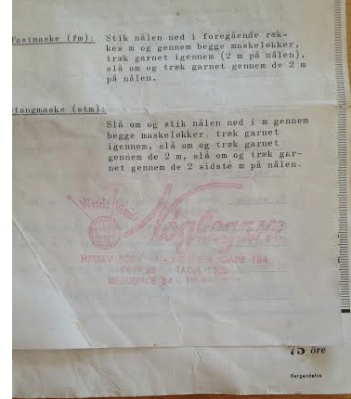 Fastmaske (fm): Stik nålen ned i foregående ræk-
kes m og gennem begge maskeløkker,
træk garnet igennem (2 m på nålen),
slå om og træk garnet gennem de 2 m
på nålen.
tangmaske (stm):
Slå om og stik nålen ned i m gennem
begge maskeløkker, træk garnet
igennem, slå om og træk garnet
gennem de 2 m, slå om og træk gar-
net gennem de 2 sidste m på nålen.
Nøglegarn
75 öre